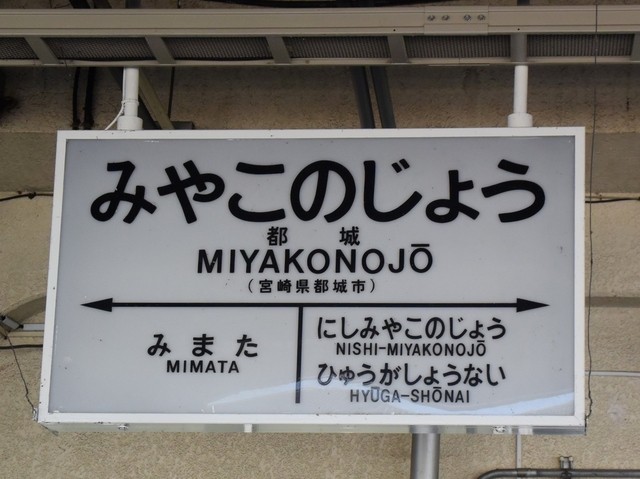 みやこのじょう
都城
MIYAKONOJŌ
(宮崎県都城市)
みまた
MIMATA
にしみやこのじょう
NISHI-MIYAKONOJŌ
ひゅうがしょうない
HYŪGA-SHŌNAI